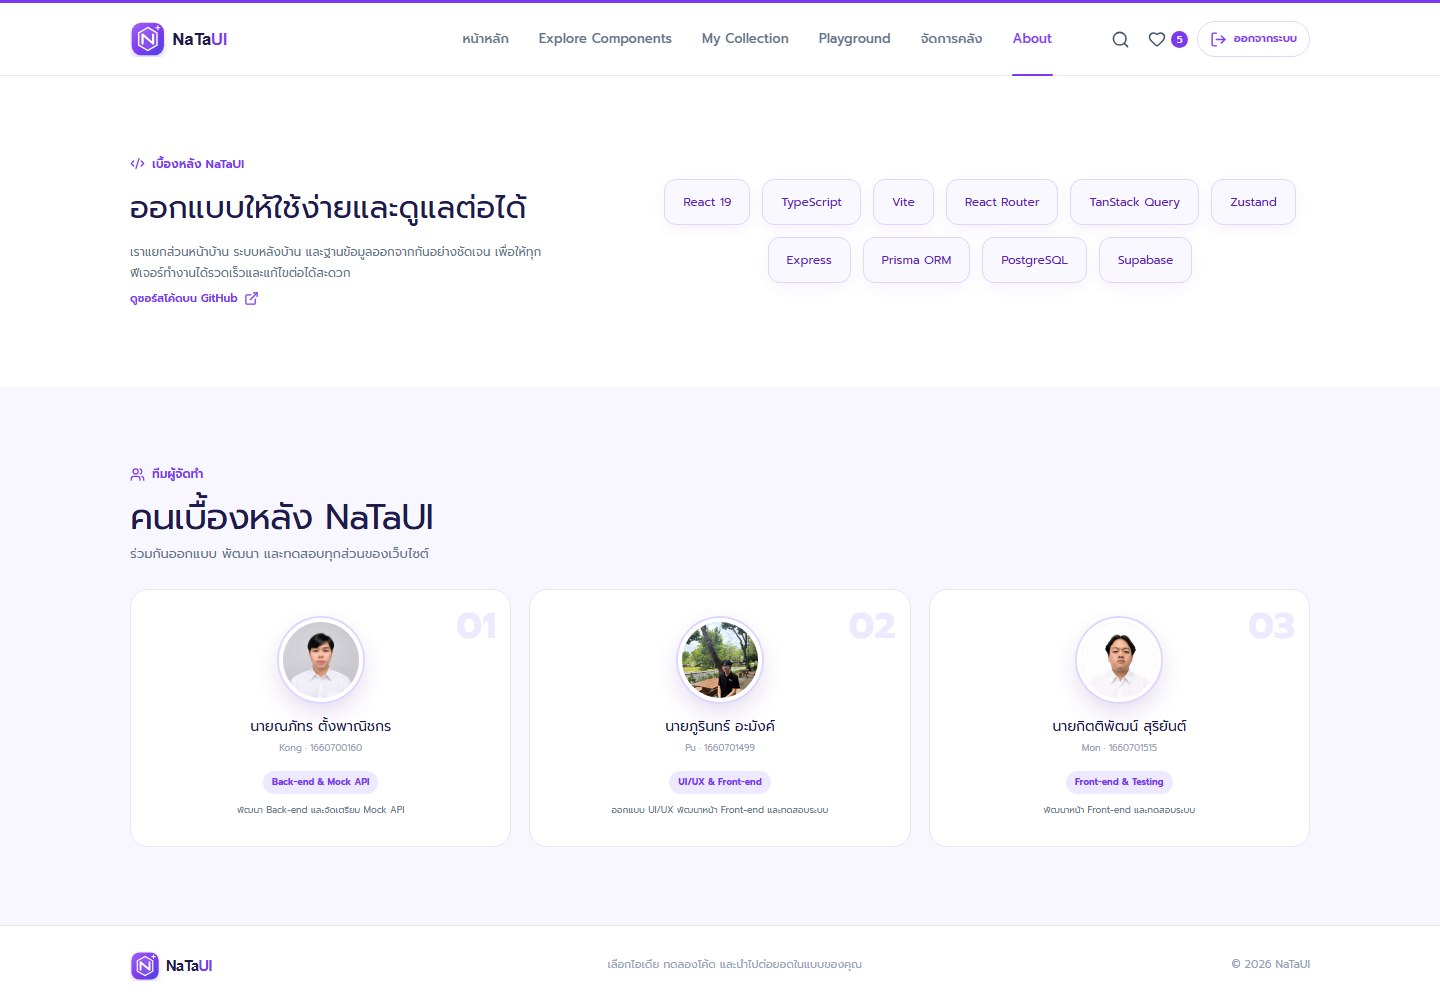 NaTaUI
หน้าหลัก
Explore Components
My Collection
Playground
จัดการคลัง
About
5
ออกจากระบบ
เบื้องหลัง NaTaUI
ออกแบบให้ใช้ง่ายและดูแลต่อได้
เราแยกส่วนหน้าบ้าน ระบบหลังบ้าน และฐานข้อมูลออกจากกันอย่างชัดเจน เพื่อให้ทุก
ฟีเจอร์ทำงานได้รวดเร็วและแก้ไขต่อได้สะดวก
ดูซอร์สโค้ดบน GitHub
React 19
TypeScript
Vite
React Router
TanStack Query
Zustand
Express
Prisma ORM
PostgreSQL
Supabase
ทีมผู้จัดทำ
คนเบื้องหลัง NaTaUI
ร่วมกันออกแบบ พัฒนา และทดสอบทุกส่วนของเว็บไซต์
01
นายณภัทร ตั้งพาณิชกร
Kong · 1660700160
Back-end & Mock API
พัฒนา Back-end และจัดเตรียม Mock API
02
นายภูรินทร์ อะมังค์
Pu · 1660701499
UI/UX & Front-end
ออกแบบ UI/UX พัฒนาหน้า Front-end และทดสอบระบบ
03
นายกิตติพัฒน์ สุริยันต์
Mon · 1660701515
Front-end & Testing
พัฒนาหน้า Front-end และทดสอบระบบ
NaTaUI
เลือกไอเดีย ทดลองโค้ด และนำไปต่อยอดในแบบของคุณ
© 2026 NaTaUI